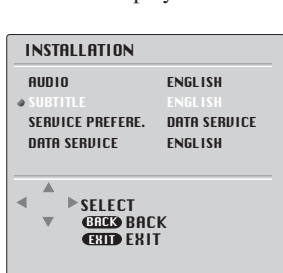 INSTALLATION
AUDIO ENGLISH
SUBTITLE ENGLISH
SERVICE PREFERE. DATA SERVICE
DATA SERVICE ENGLISH
SELECT
BACK BACK
EXIT EXIT